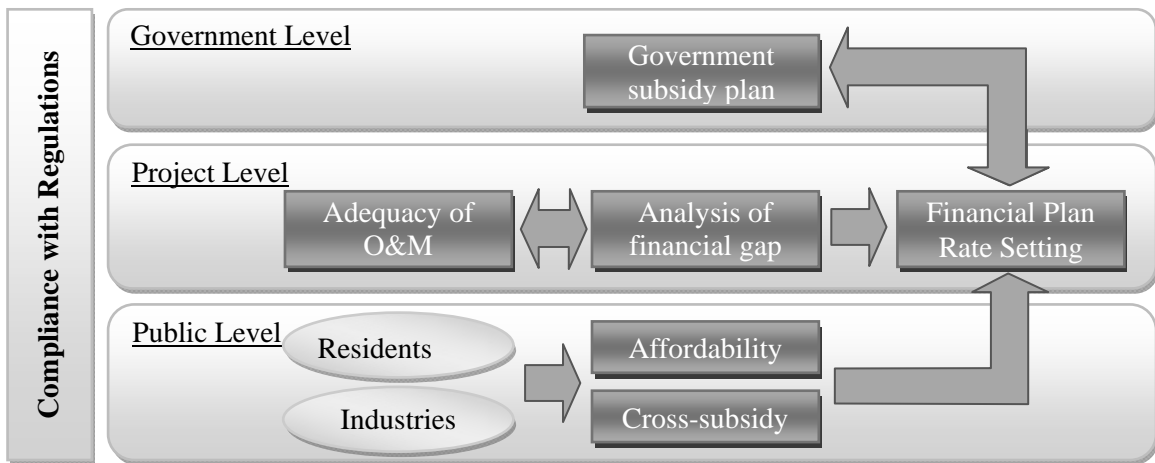 Compliance with Regulations
Government Level
Government
subsidy plan
Project Level
Adequacy of
O&M
Analysis of
financial gap
Financial Plan
Rate Setting
Public Level
Residents
Industries
Affordability
Cross-subsidy